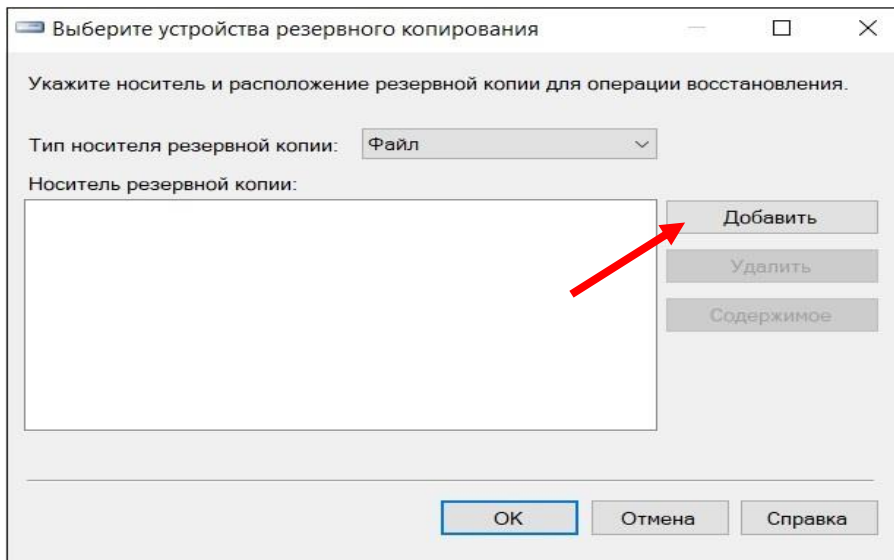 Выберите устройства резервного копирования
Укажите носитель и расположение резервной копии для операции восстановления.
Тип носителя резервной копии: Файл
Носитель резервной копии:
Добавить
Удалить
Содержимое
OK Отмена Справка